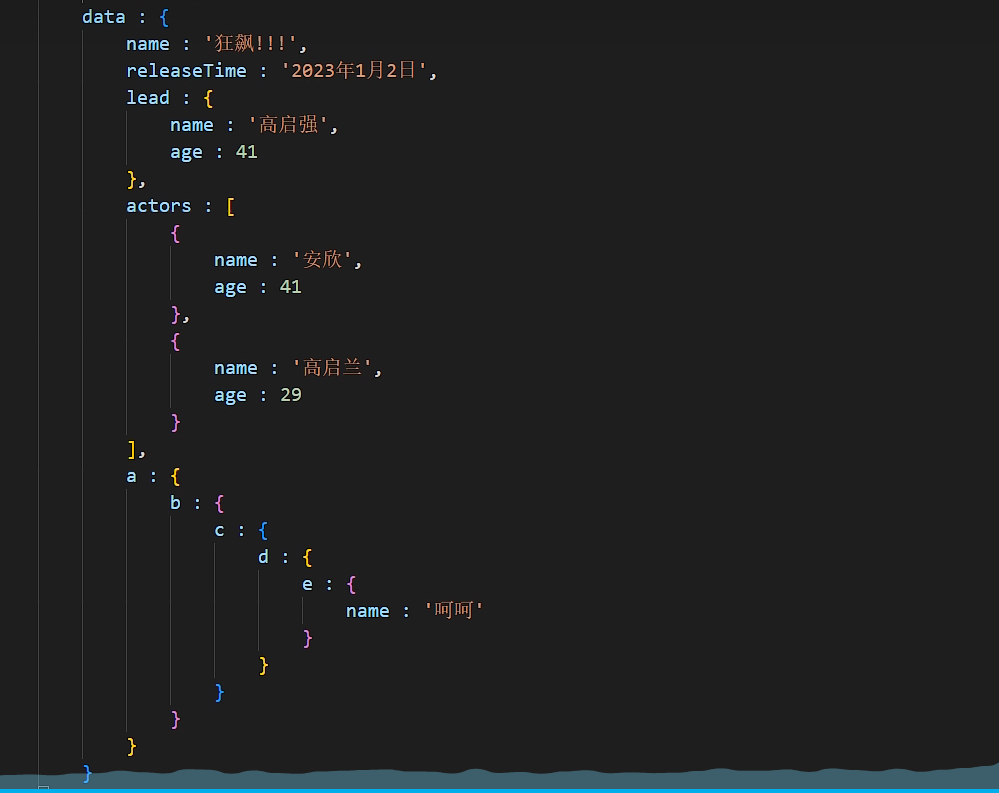 data : {
name : '狂飙!!!',
releaseTime : '2023年1月2日',
lead : {
name : '高启强',
age : 41
},
actors : [
{
name : '安欣',
age : 41
},
{
name : '高启兰',
age : 29
}
],
a : {
b : {
c : {
d : {
e : {
name : '呵呵'
}
}
}
}
}
}